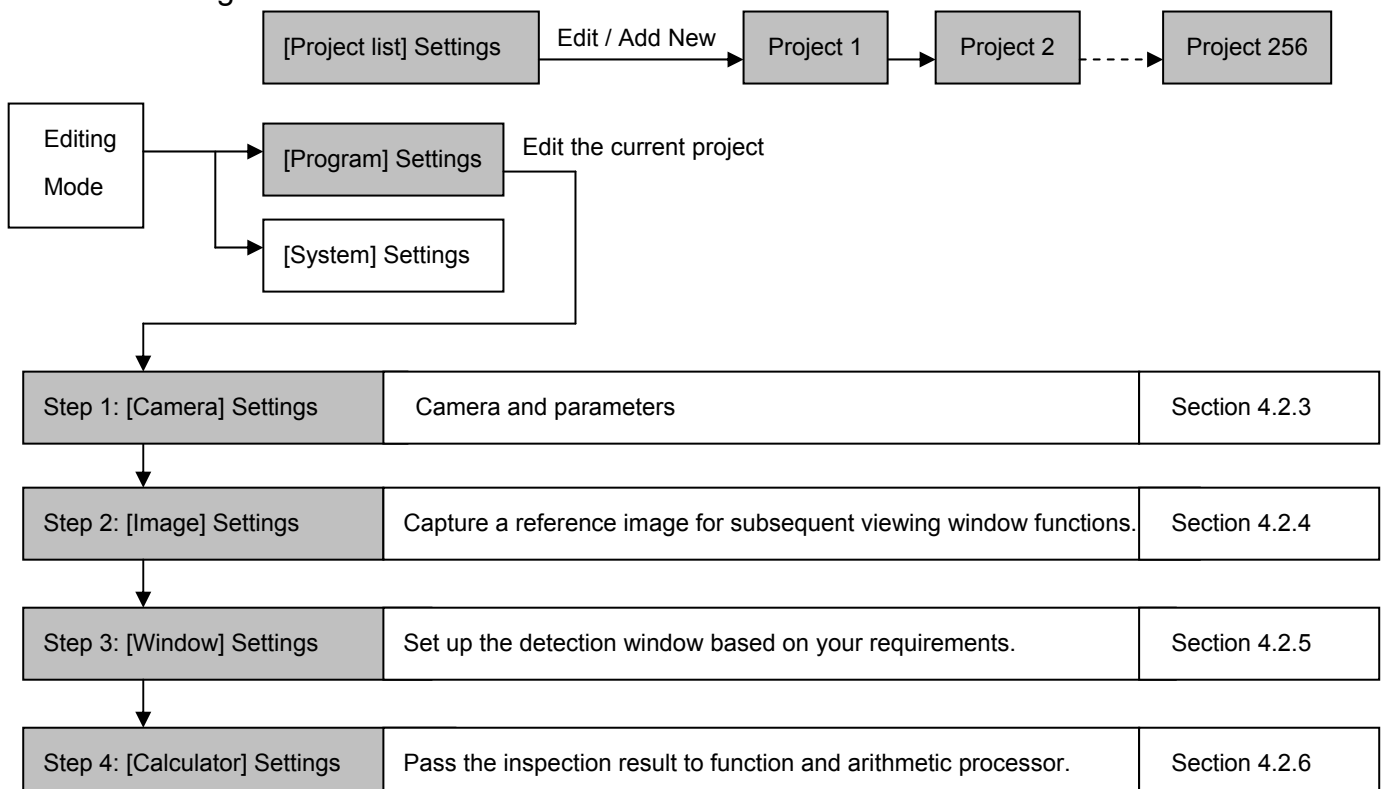 [Project list] Settings
Edit / Add New
Project 1
Project 2
Project 256
Editing
Mode
[Program] Settings
Edit the current project
[System] Settings
Step 1: [Camera] Settings
Camera and parameters
Section 4.2.3
Step 2: [Image] Settings
Capture a reference image for subsequent viewing window functions.
Section 4.2.4
Step 3: [Window] Settings
Set up the detection window based on your requirements.
Section 4.2.5
Step 4: [Calculator] Settings
Pass the inspection result to function and arithmetic processor.
Section 4.2.6